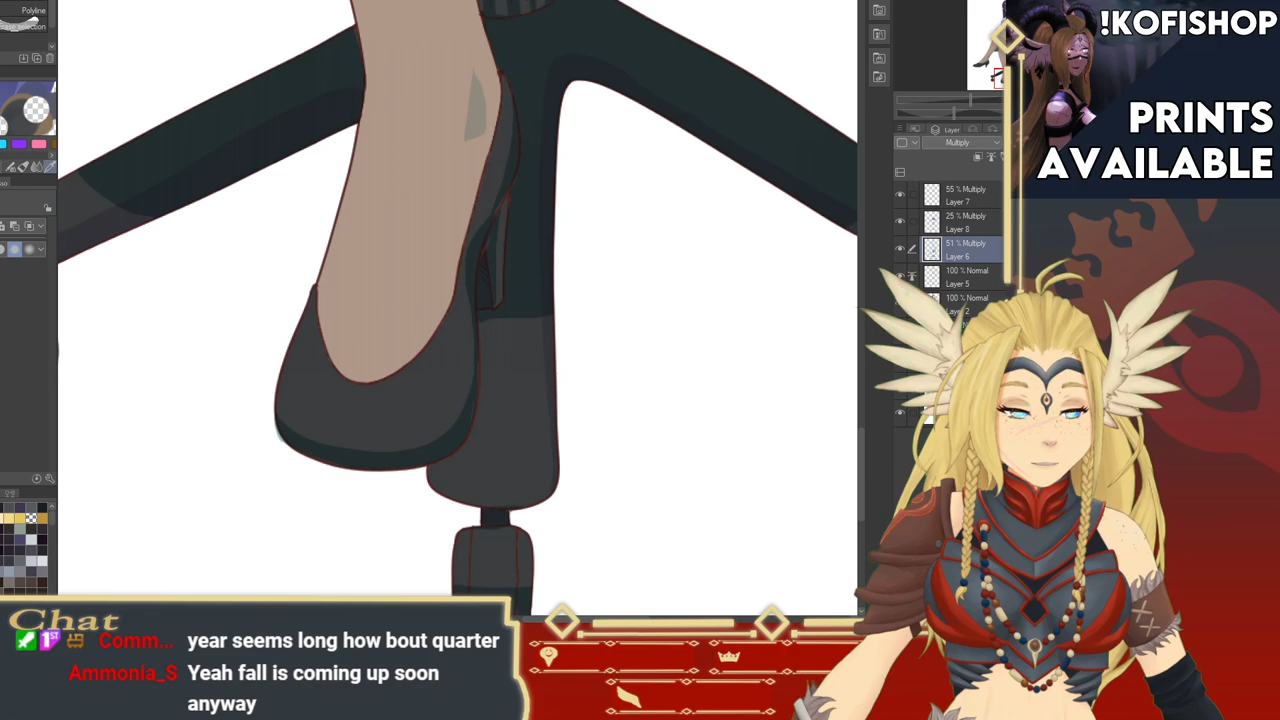 Polyline
!KOFISHOP
PRINTS
AVAILABLE
Layer
Multiply
55 % Multiply
Layer 7
25 % Multiply
Layer 8
51 % Multiply
Layer 6
100 % Normal
Layer 5
100 % Normal
Chat
1ST
Comm... year seems long how bout quarter
Ammonia_S Yeah fall is coming up soon
anyway